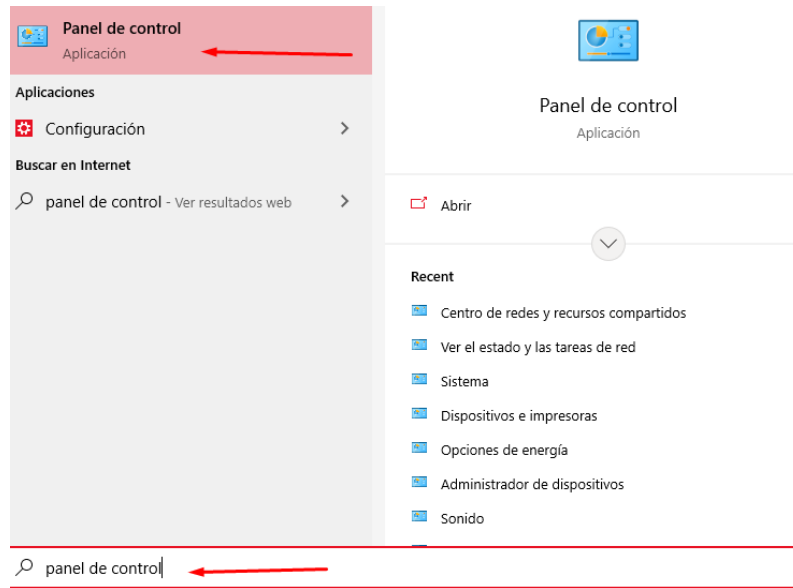 Panel de control
Aplicación
Aplicaciones
Configuración
Buscar en Internet
panel de control - Ver resultados web
Panel de control
Aplicación
Abrir
Recent
Centro de redes y recursos compartidos
Ver el estado y las tareas de red
Sistema
Dispositivos e impresoras
Opciones de energía
Administrador de dispositivos
Sonido
panel de control